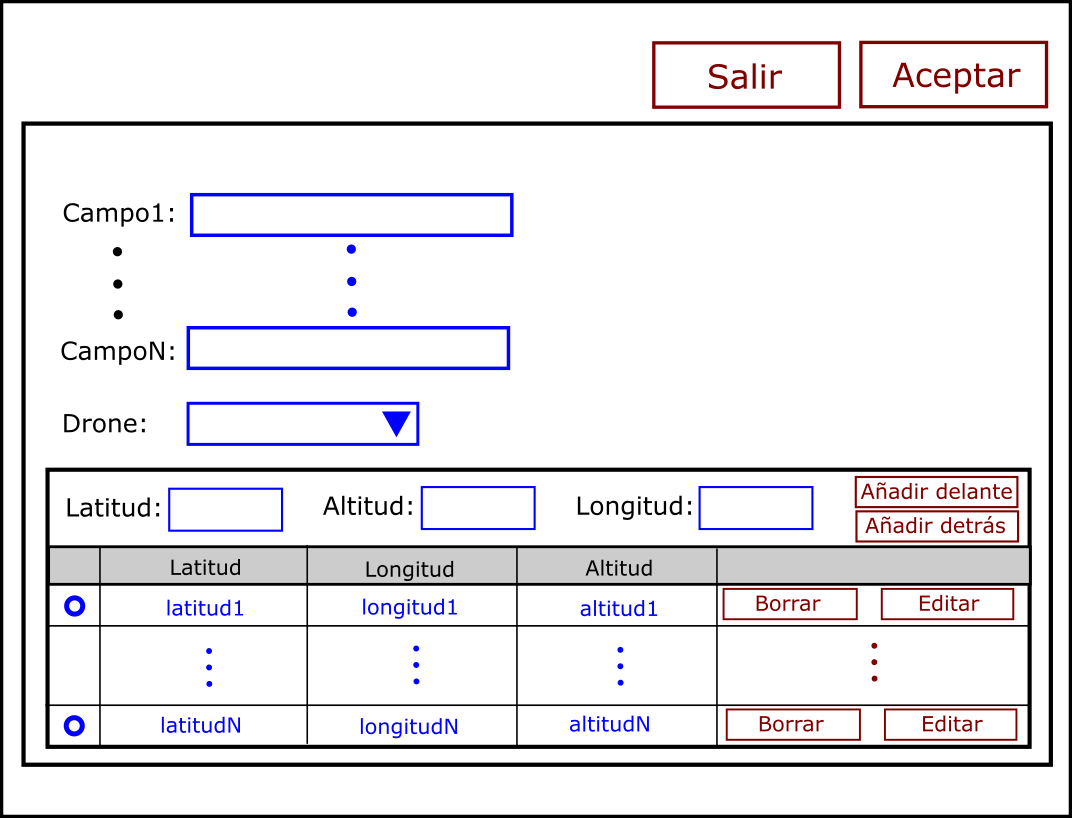 Salir Aceptar
Campo1:
CampoN:
Drone:
Latitud: Altitud: Longitud: Añadir delante
Añadir detrás
Latitud Longitud Altitud
latitud1 longitud1 altitud1 Borrar Editar
latitudN longitudN altitudN Borrar Editar